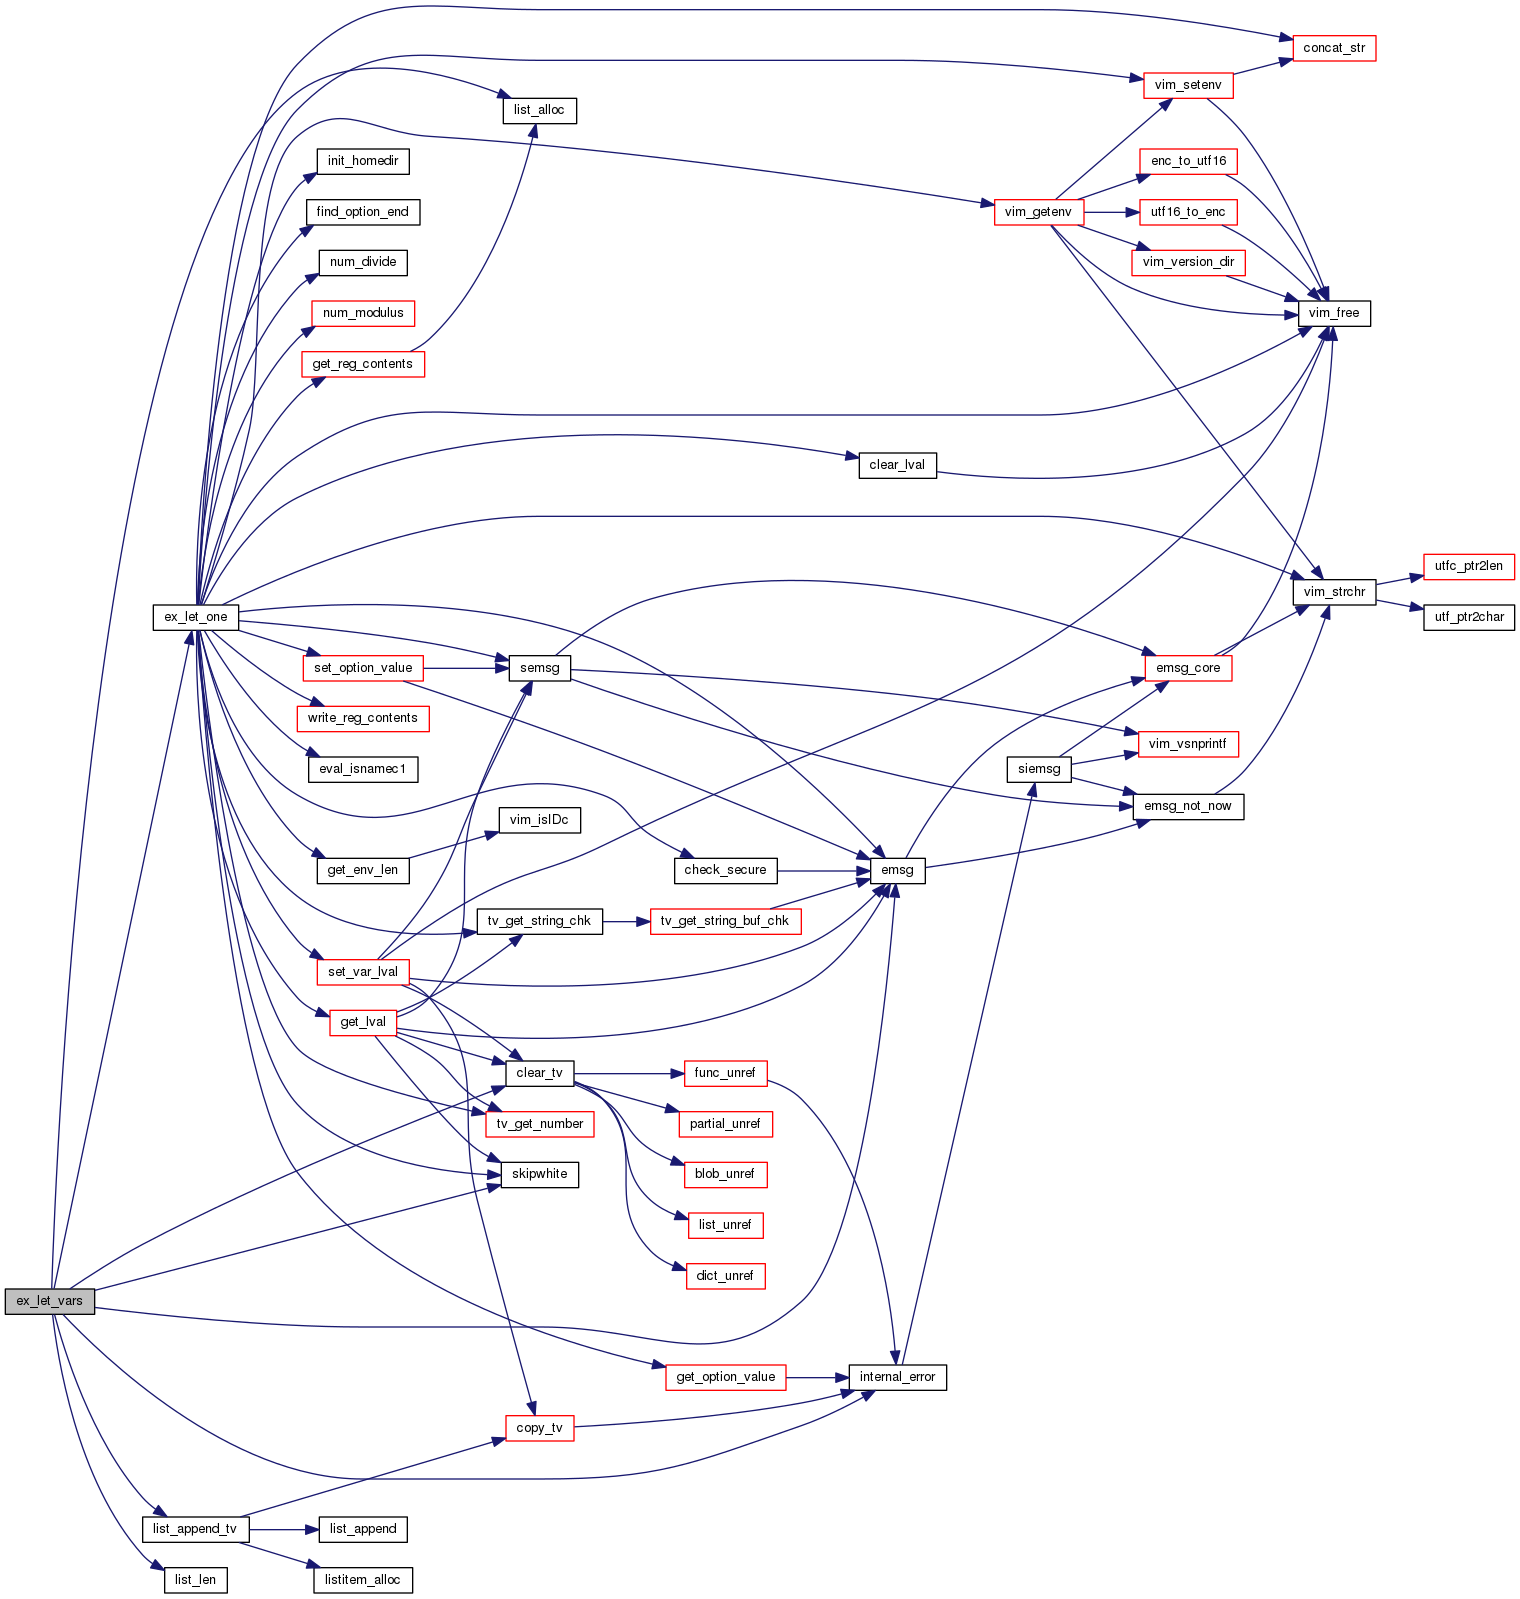 concat_str
vim_setenv
list_alloc
init_homedir
enc_to_utf16
find_option_end
vim_getenv
utf16_to_enc
num_divide
vim_version_dir
num_modulus
vim_free
get_reg_contents
clear_lval
utfc_ptr2len
vim_strchr
ex_let_one
utf_ptr2char
set_option_value
semsg
emsg_core
write_reg_contents
vim_vsnprintf
eval_isnamec1
siemsg
emsg_not_now
vim_isIDc
get_env_len
check_secure
emsg
tv_get_string_chk
tv_get_string_buf_chk
set_var_lval
get_lval
clear_tv
func_unref
tv_get_number
partial_unref
skipwhite
blob_unref
list_unref
dict_unref
ex_let_vars
get_option_value
internal_error
copy_tv
list_append_tv
list_append
list_len
listitem_alloc